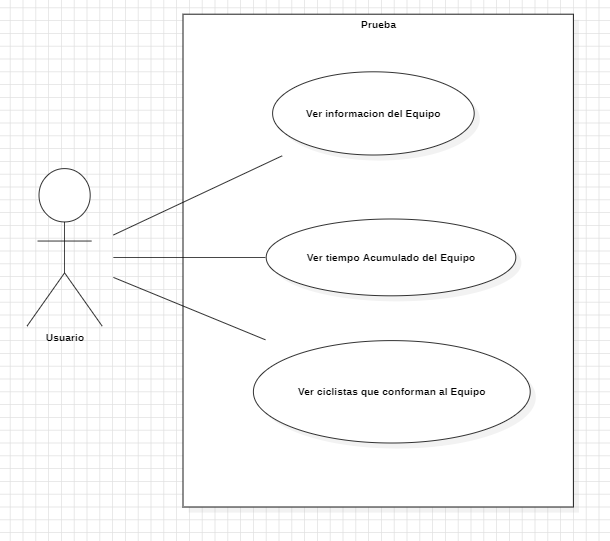 Prueba
Ver informacion del Equipo
Ver tiempo Acumulado del Equipo
Usuario
Ver ciclistas que conforman al Equipo